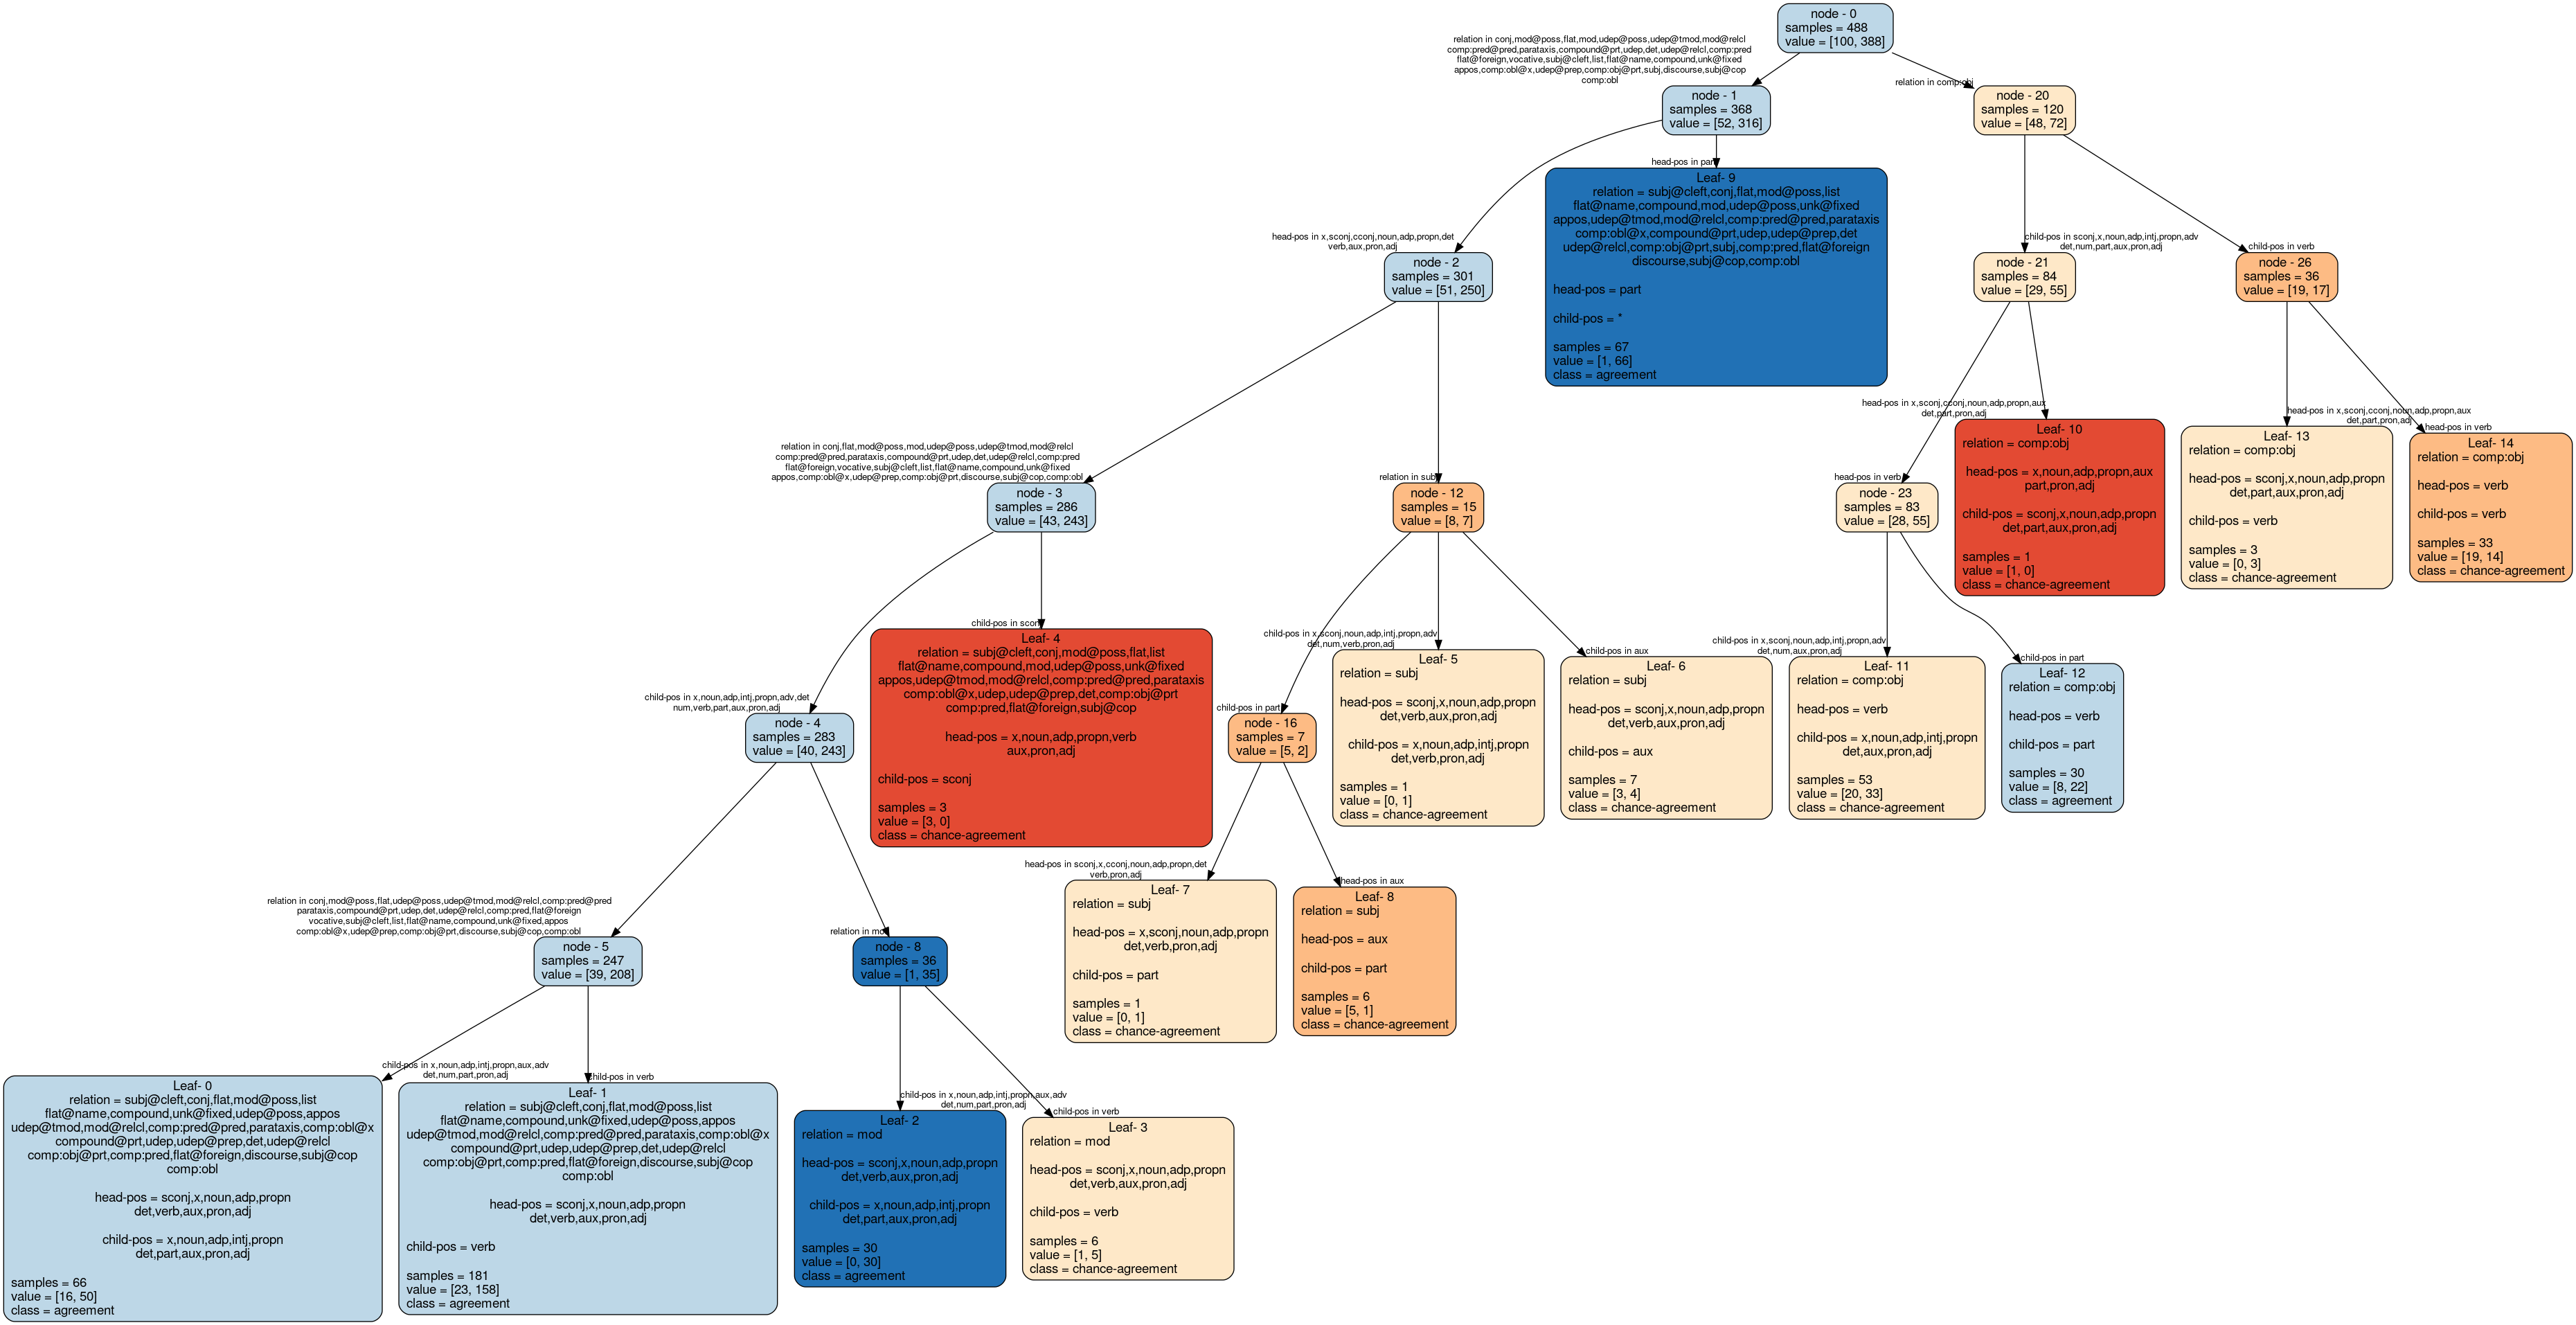 node - 0
samples = 488
value = [100, 388]
relation in conj,mod@poss,flat,mod,udep@poss,udep@tmod,mod@relcl
comp:pred@pred,parataxis,compound@prt,udep,det,udep@relcl,comp:pred
flat@foreign,vocative,subj@cleft,list,flat@name,compound,unk@fixed
appos,comp:obl@x,udep@prep,comp:obj@prt,subj,discourse,subj@cop
comp:obl
relation in comp:obj
node - 1
samples = 368
value = [52, 316]
node - 20
samples = 120
value = [48, 72]
head-pos in x,sconj,cconj,noun,adp,propn,det
verb,aux,pron,adj
head-pos in part
child-pos in sconj,x,noun,adp,intj,propn,adv
det,num,part,aux,pron,adj
child-pos in verb
node - 2
samples = 301
value = [51, 250]
Leaf- 9
relation = subj@cleft,conj,flat,mod@poss,list
flat@name,compound,mod,udep@poss,unk@fixed
appos,udep@tmod,mod@relcl,comp:pred@pred,parataxis
comp:obl@x,compound@prt,udep,udep@prep,det
udep@relcl,comp:obj@prt,subj,comp:pred,flat@foreign
discourse,subj@cop,comp:obl
head-pos = part
child-pos = *
samples = 67
value = [1, 66]
class = agreement
node - 21
samples = 84
value = [29, 55]
node - 26
samples = 36
value = [19, 17]
relation in conj,flat,mod@poss,mod,udep@poss,udep@tmod,mod@relcl
comp:pred@pred,parataxis,compound@prt,udep,det,udep@relcl,comp:pred
flat@foreign,vocative,subj@cleft,list,flat@name,compound,unk@fixed
appos,comp:obl@x,udep@prep,comp:obj@prt,discourse,subj@cop,comp:obl
relation in subj
head-pos in verb
head-pos in x,sconj,cconj,noun,adp,propn,aux
det,part,pron,adj
head-pos in x,sconj,cconj,noun,adp,propn,aux
det,part,pron,adj
head-pos in verb
node - 3
samples = 286
value = [43, 243]
node - 12
samples = 15
value = [8, 7]
node - 23
samples = 83
value = [28, 55]
Leaf- 10
relation = comp:obj
head-pos = x,noun,adp,propn,aux
part,pron,adj
child-pos = sconj,x,noun,adp,propn
det,part,aux,pron,adj
samples = 1
value = [1, 0]
class = chance-agreement
Leaf- 13
relation = comp:obj
head-pos = sconj,x,noun,adp,propn
det,part,aux,pron,adj
child-pos = verb
samples = 3
value = [0, 3]
class = chance-agreement
Leaf- 14
relation = comp:obj
head-pos = verb
child-pos = verb
samples = 33
value = [19, 14]
class = chance-agreement
child-pos in x,noun,adp,intj,propn,adv,det
num,verb,part,aux,pron,adj
child-pos in sconj
child-pos in part
child-pos in x,sconj,noun,adp,intj,propn,adv
det,num,verb,pron,adj
child-pos in aux
child-pos in x,sconj,noun,adp,intj,propn,adv
det,num,aux,pron,adj
child-pos in part
node - 4
samples = 283
value = [40, 243]
Leaf- 4
relation = subj@cleft,conj,mod@poss,flat,list
flat@name,compound,mod,udep@poss,unk@fixed
appos,udep@tmod,mod@relcl,comp:pred@pred,parataxis
comp:obl@x,udep,udep@prep,det,comp:obj@prt
comp:pred,flat@foreign,subj@cop
head-pos = x,noun,adp,propn,verb
aux,pron,adj
child-pos = sconj
samples = 3
value = [3, 0]
class = chance-agreement
node - 16
samples = 7
value = [5, 2]
Leaf- 5
relation = subj
head-pos = sconj,x,noun,adp,propn
det,verb,aux,pron,adj
child-pos = x,noun,adp,intj,propn
det,verb,pron,adj
samples = 1
value = [0, 1]
class = chance-agreement
Leaf- 6
relation = subj
head-pos = sconj,x,noun,adp,propn
det,verb,aux,pron,adj
child-pos = aux
samples = 7
value = [3, 4]
class = chance-agreement
Leaf- 11
relation = comp:obj
head-pos = verb
child-pos = x,noun,adp,intj,propn
det,aux,pron,adj
samples = 53
value = [20, 33]
class = chance-agreement
Leaf- 12
relation = comp:obj
head-pos = verb
child-pos = part
samples = 30
value = [8, 22]
class = agreement
relation in conj,mod@poss,flat,udep@poss,udep@tmod,mod@relcl,comp:pred@pred
parataxis,compound@prt,udep,det,udep@relcl,comp:pred,flat@foreign
vocative,subj@cleft,list,flat@name,compound,unk@fixed,appos
comp:obl@x,udep@prep,comp:obj@prt,discourse,subj@cop,comp:obl
relation in mod
head-pos in sconj,x,cconj,noun,adp,propn,det
verb,pron,adj
head-pos in aux
node - 5
samples = 247
value = [39, 208]
node - 8
samples = 36
value = [1, 35]
Leaf- 7
relation = subj
head-pos = x,sconj,noun,adp,propn
det,verb,pron,adj
child-pos = part
samples = 1
value = [0, 1]
class = chance-agreement
Leaf- 8
relation = subj
head-pos = aux
child-pos = part
samples = 6
value = [5, 1]
class = chance-agreement
child-pos in x,noun,adp,intj,propn,aux,adv
det,num,part,pron,adj
child-pos in verb
child-pos in x,noun,adp,intj,propn,aux,adv
det,num,part,pron,adj
child-pos in verb
Leaf- 0
relation = subj@cleft,conj,flat,mod@poss,list
flat@name,compound,unk@fixed,udep@poss,appos
udep@tmod,mod@relcl,comp:pred@pred,parataxis,comp:obl@x
compound@prt,udep,udep@prep,det,udep@relcl
comp:obj@prt,comp:pred,flat@foreign,discourse,subj@cop
comp:obl
head-pos = sconj,x,noun,adp,propn
det,verb,aux,pron,adj
child-pos = x,noun,adp,intj,propn
det,part,aux,pron,adj
samples = 66
value = [16, 50]
class = agreement
Leaf- 1
relation = subj@cleft,conj,flat,mod@poss,list
flat@name,compound,unk@fixed,udep@poss,appos
udep@tmod,mod@relcl,comp:pred@pred,parataxis,comp:obl@x
compound@prt,udep,udep@prep,det,udep@relcl
comp:obj@prt,comp:pred,flat@foreign,discourse,subj@cop
comp:obl
head-pos = sconj,x,noun,adp,propn
det,verb,aux,pron,adj
child-pos = verb
samples = 181
value = [23, 158]
class = agreement
Leaf- 2
relation = mod
head-pos = sconj,x,noun,adp,propn
det,verb,aux,pron,adj
child-pos = x,noun,adp,intj,propn
det,part,aux,pron,adj
samples = 30
value = [0, 30]
class = agreement
Leaf- 3
relation = mod
head-pos = sconj,x,noun,adp,propn
det,verb,aux,pron,adj
child-pos = verb
samples = 6
value = [1, 5]
class = chance-agreement